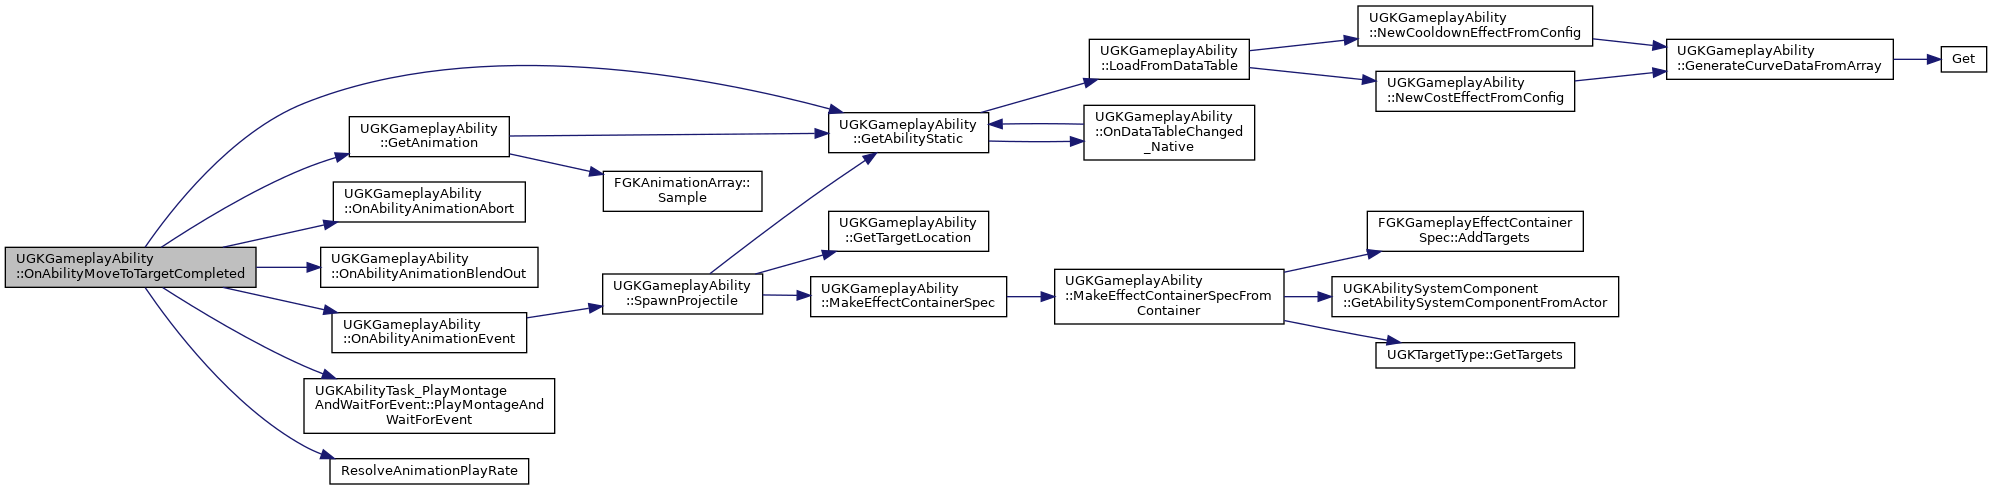 UGKGameplayAbility
::OnAbilityMoveToTargetCompleted
UGKGameplayAbility
::GetAnimation
UGKGameplayAbility
::OnAbilityAnimationAbort
UGKGameplayAbility
::OnAbilityAnimationBlendOut
UGKGameplayAbility
::OnAbilityAnimationEvent
UGKAbilityTask_PlayMontage
AndWaitForEvent::PlayMontageAnd
WaitForEvent
ResolveAnimationPlayRate
FGKAnimationArray::
Sample
UGKGameplayAbility
::SpawnProjectile
UGKGameplayAbility
::GetAbilityStatic
UGKGameplayAbility
::GetTargetLocation
UGKGameplayAbility
::MakeEffectContainerSpec
UGKGameplayAbility
::LoadFromDataTable
UGKGameplayAbility
::OnDataTableChanged
_Native
UGKGameplayAbility
::MakeEffectContainerSpecFrom
Container
UGKGameplayAbility
::NewCooldownEffectFromConfig
UGKGameplayAbility
::NewCostEffectFromConfig
FGKGameplayEffectContainer
Spec::AddTargets
UGKAbilitySystemComponent
::GetAbilitySystemComponentFromActor
UGKTargetType::GetTargets
UGKGameplayAbility
::GenerateCurveDataFromArray
Get